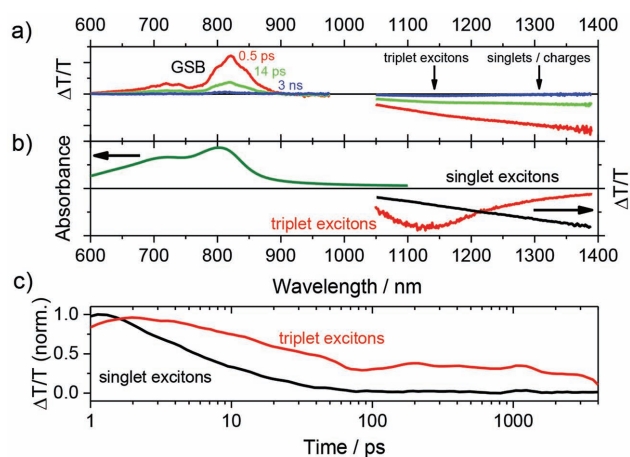 600 700 800 900 1000 1100 1200 1300 1400
a)
ΔT/T
GSB
0.5 ps
14 ps
3 ns
triplet excitons
singlets / charges
b)
Absorbance
singlet excitons
triplet excitons
ΔT/T
600 700 800 900 1000 1100 1200 1300 1400
Wavelength / nm
c)
ΔT/T (norm.)
1.0
0.5
0.0
triplet excitons
singlet excitons
1 10 100 1000
Time / ps